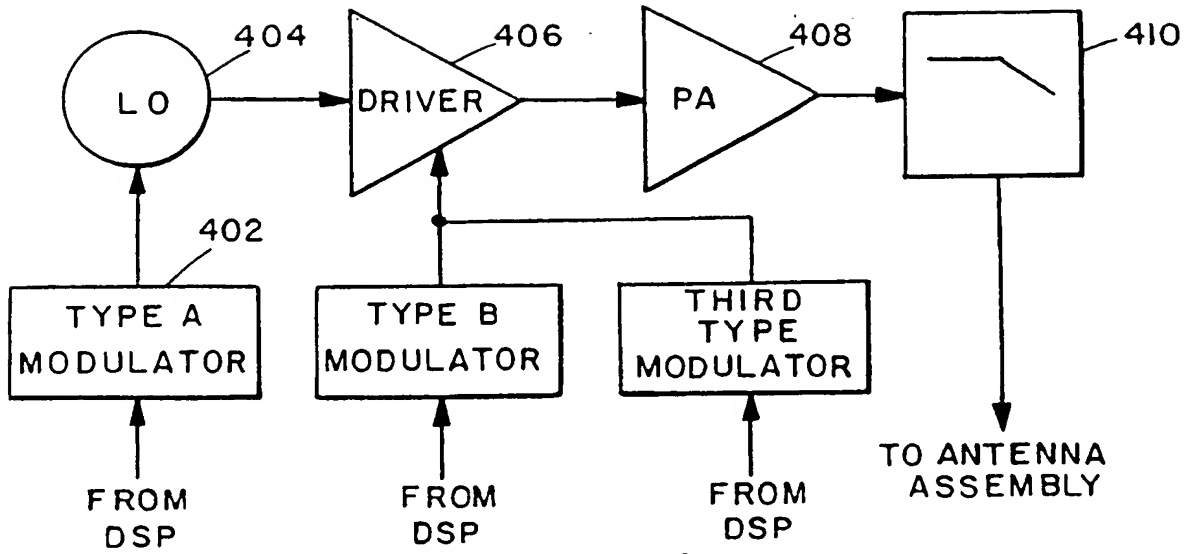 404
406
408
410
LO
DRIVER
PA
402
TYPE A
MODULATOR
TYPE B
MODULATOR
THIRD
TYPE
MODULATOR
FROM
DSP
FROM
DSP
FROM
DSP
TO ANTENNA
ASSEMBLY